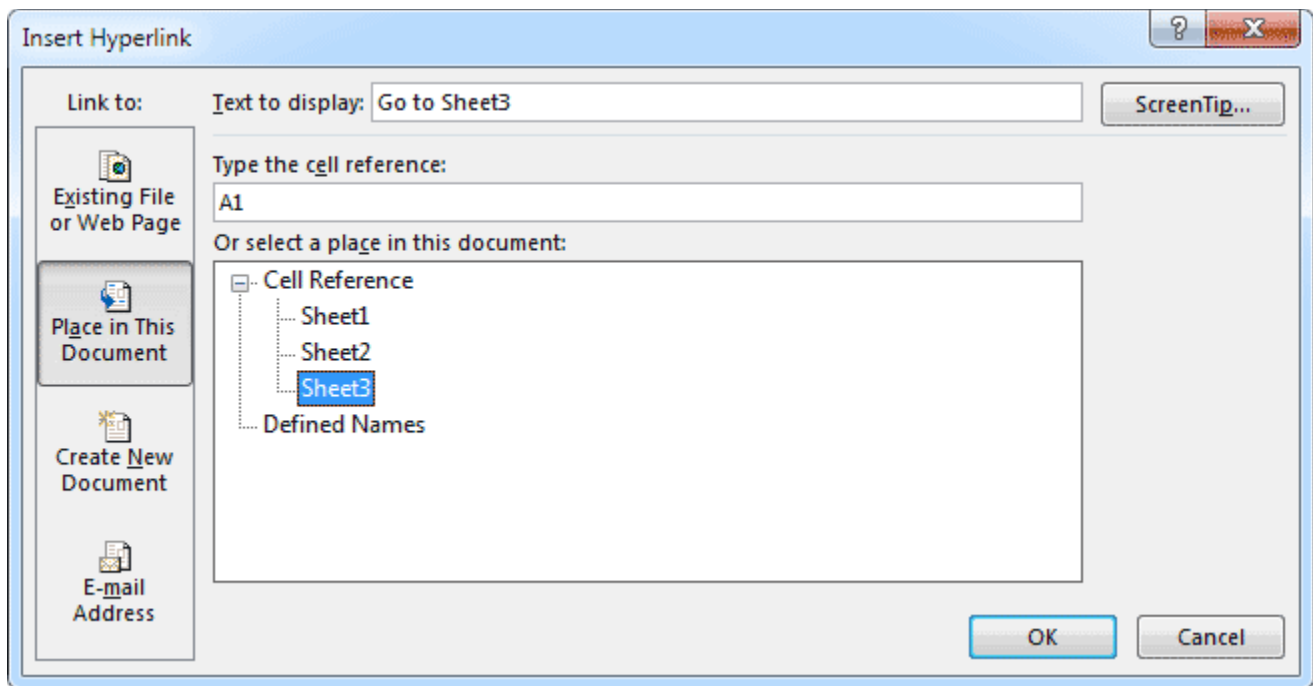 Insert Hyperlink
?
Link to:
Text to display: Go to Sheet3
ScreenTip...
Existing File
or Web Page
Type the cell reference:
A1
Or select a place in this document:
Cell Reference
Sheet1
Sheet2
Sheet3
Defined Names
Place in This
Document
Create New
Document
E-mail
Address
OK
Cancel